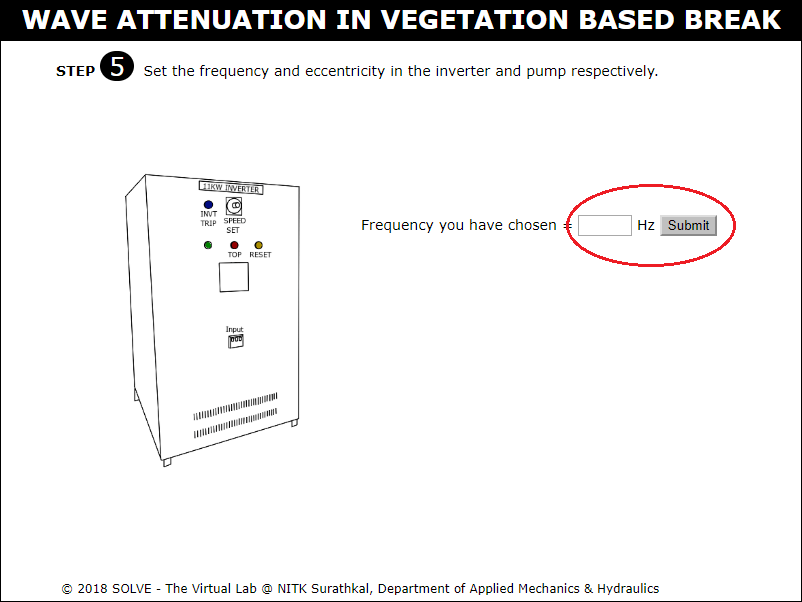 WAVE ATTENUATION IN VEGETATION BASED BREAK
STEP 5 Set the frequency and eccentricity in the inverter and pump respectively.
11KW INVERTER
INVT TRIP
SPEED SET
TOP RESET
Input
Frequency you have chosen = Hz Submit
© 2018 SOLVE - The Virtual Lab @ NITK Surathkal, Department of Applied Mechanics & Hydraulics